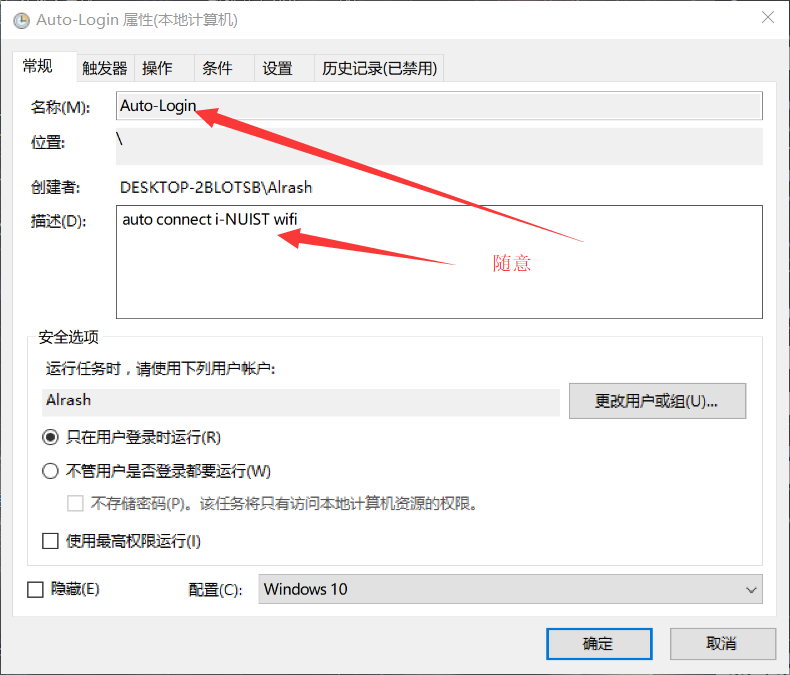 Auto-Login 属性(本地计算机)
常规 触发器 操作 条件 设置 历史记录(已禁用)
名称(M): Auto-Login
位置: \
创建者: DESKTOP-2BLOTSB\Alrash
描述(D): auto connect i-NUIST wifi
随意
安全选项
运行任务时，请使用下列用户帐户:
Alrash 更改用户或组(U)...
只在用户登录时运行(R)
不管用户是否登录都要运行(W)
不存储密码(P)。该任务将只有访问本地计算机资源的权限。
使用最高权限运行(I)
隐藏(E) 配置(C): Windows 10
确定 取消